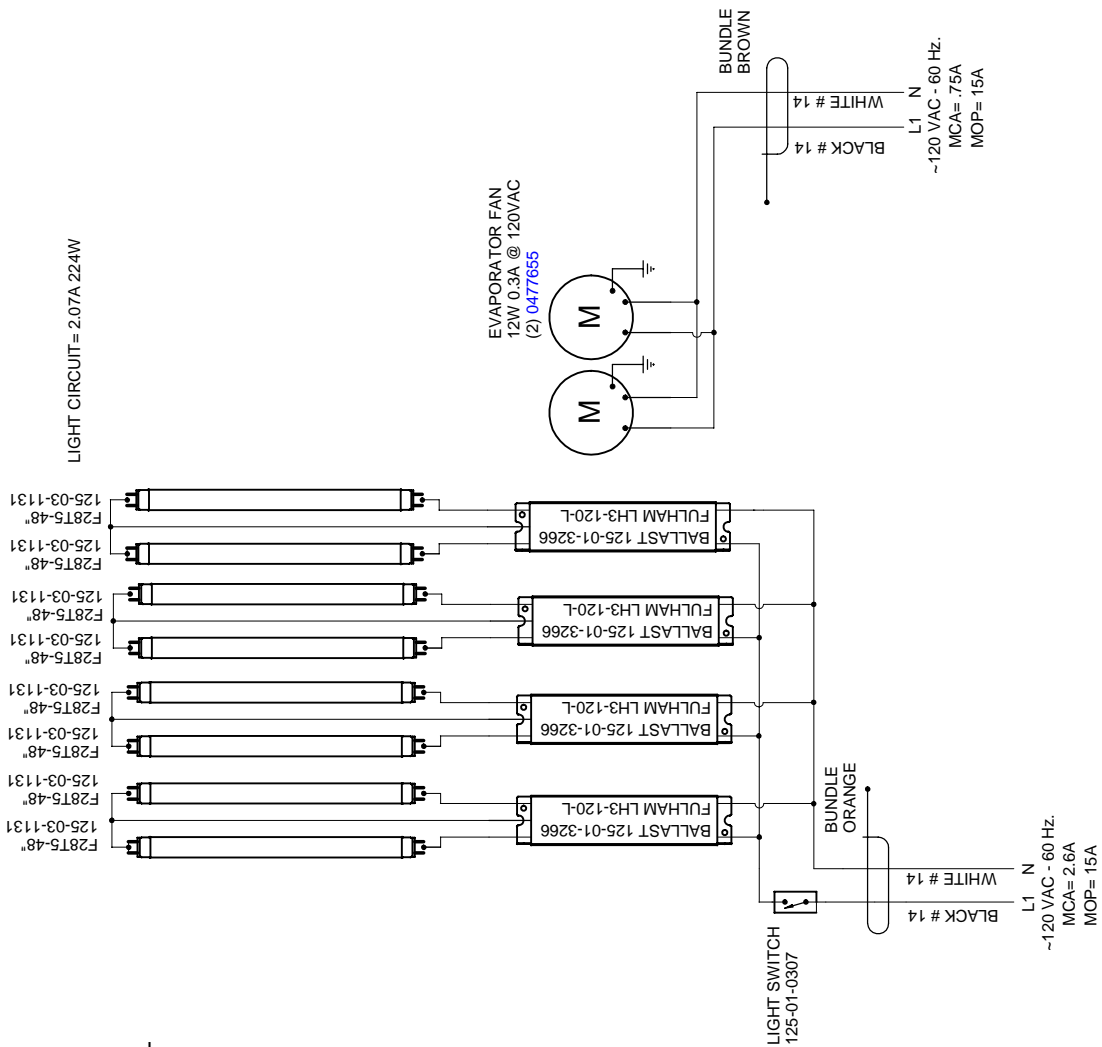 BUNDLE
BROWN
WHITE # 14
BLACK # 14
N
L1
~120 VAC - 60 Hz.
MCA= .75A
MOP= 15A
EVAPORATOR FAN
12W 0.3A @ 120VAC
(2) 0477655
M
M
LIGHT CIRCUIT= 2.07A 224W
F28T5-48"
125-03-1131
F28T5-48"
125-03-1131
F28T5-48"
125-03-1131
F28T5-48"
125-03-1131
F28T5-48"
125-03-1131
F28T5-48"
125-03-1131
F28T5-48"
125-03-1131
F28T5-48"
125-03-1131
BALLAST 125-01-3266
FULHAM LH3-120-L
BALLAST 125-01-3266
FULHAM LH3-120-L
BALLAST 125-01-3266
FULHAM LH3-120-L
BALLAST 125-01-3266
FULHAM LH3-120-L
BUNDLE
ORANGE
LIGHT SWITCH
125-01-0307
WHITE # 14
BLACK # 14
N
L1
~120 VAC - 60 Hz.
MCA= 2.6A
MOP= 15A